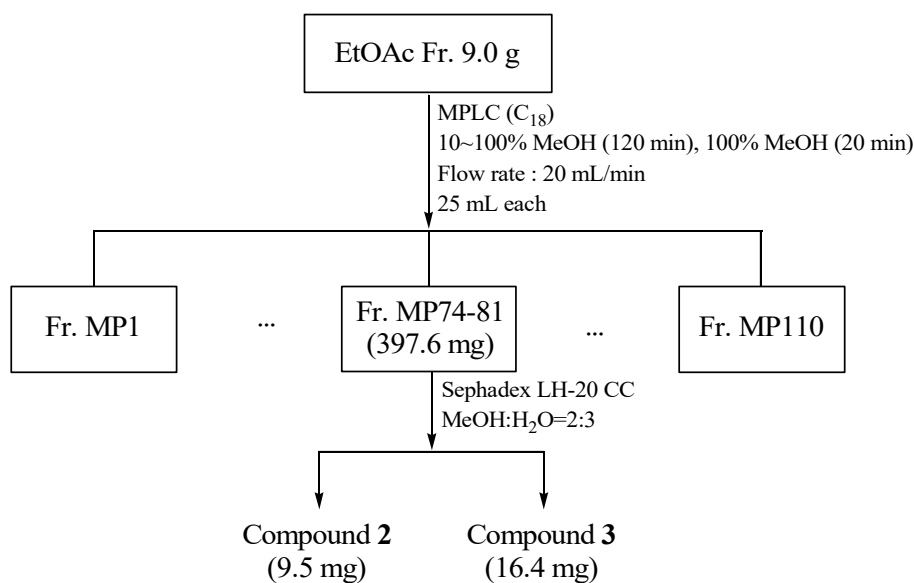 EtOAc Fr. 9.0 g
MPLC (C18)
10~100% MeOH (120 min), 100% MeOH (20 min)
Flow rate : 20 mL/min
25 mL each
Fr. MP1
...
Fr. MP74-81
(397.6 mg)
...
Fr. MP110
Sephadex LH-20 CC
MeOH:H2O=2:3
Compound 2
(9.5 mg)
Compound 3
(16.4 mg)